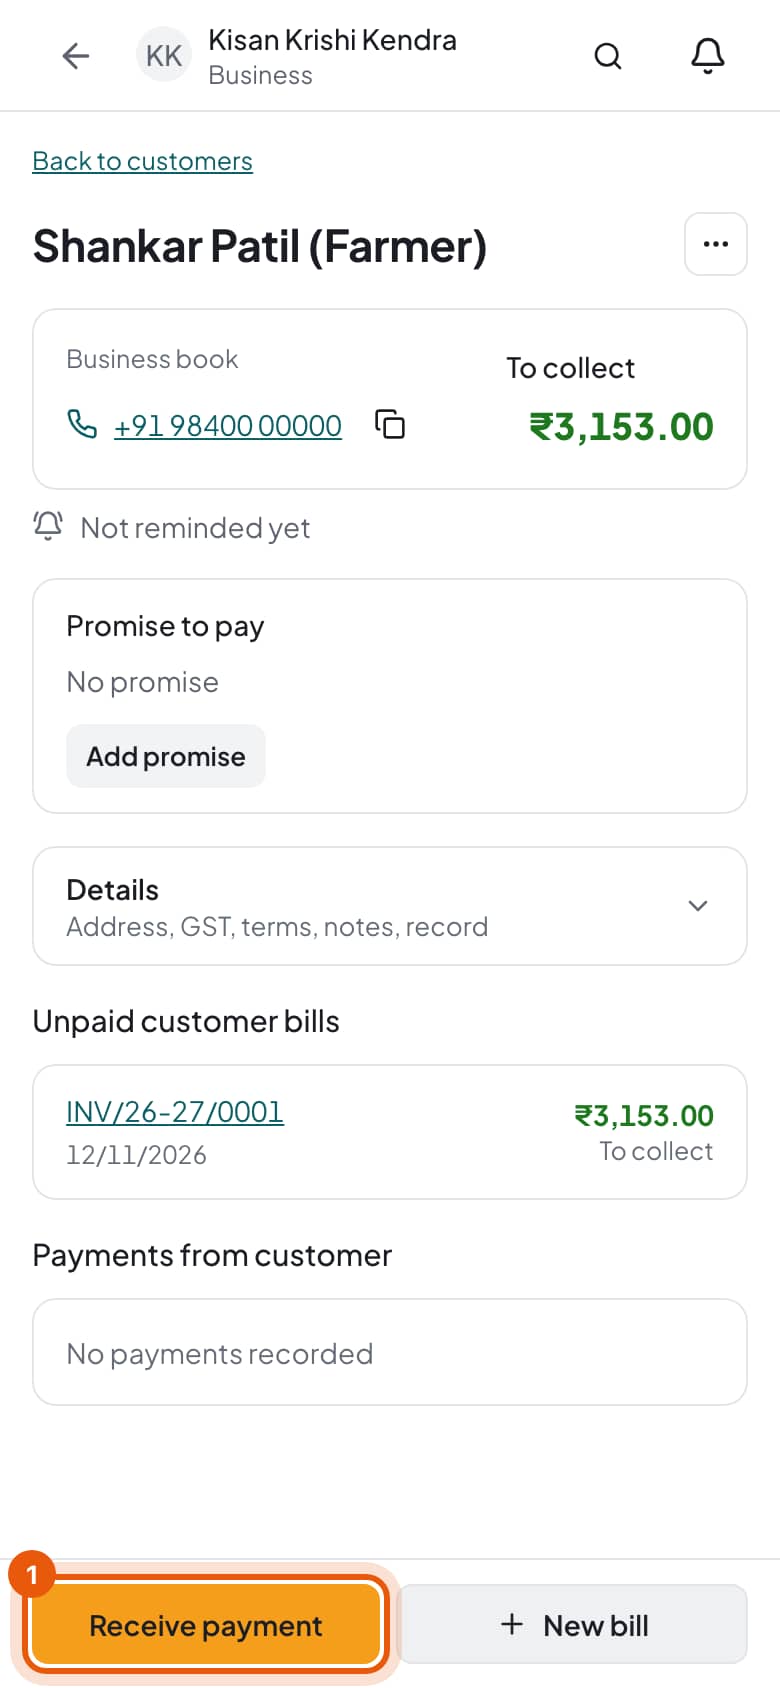 KK
Kisan Krishi Kendra
Business
Back to customers
Shankar Patil (Farmer)
Business book
To collect
+91 98400 00000
₹3,153.00
Not reminded yet
Promise to pay
No promise
Add promise
Details
Address, GST, terms, notes, record
Unpaid customer bills
INV/26-27/0001
₹3,153.00
12/11/2026
To collect
Payments from customer
No payments recorded
1
Receive payment
+ New bill